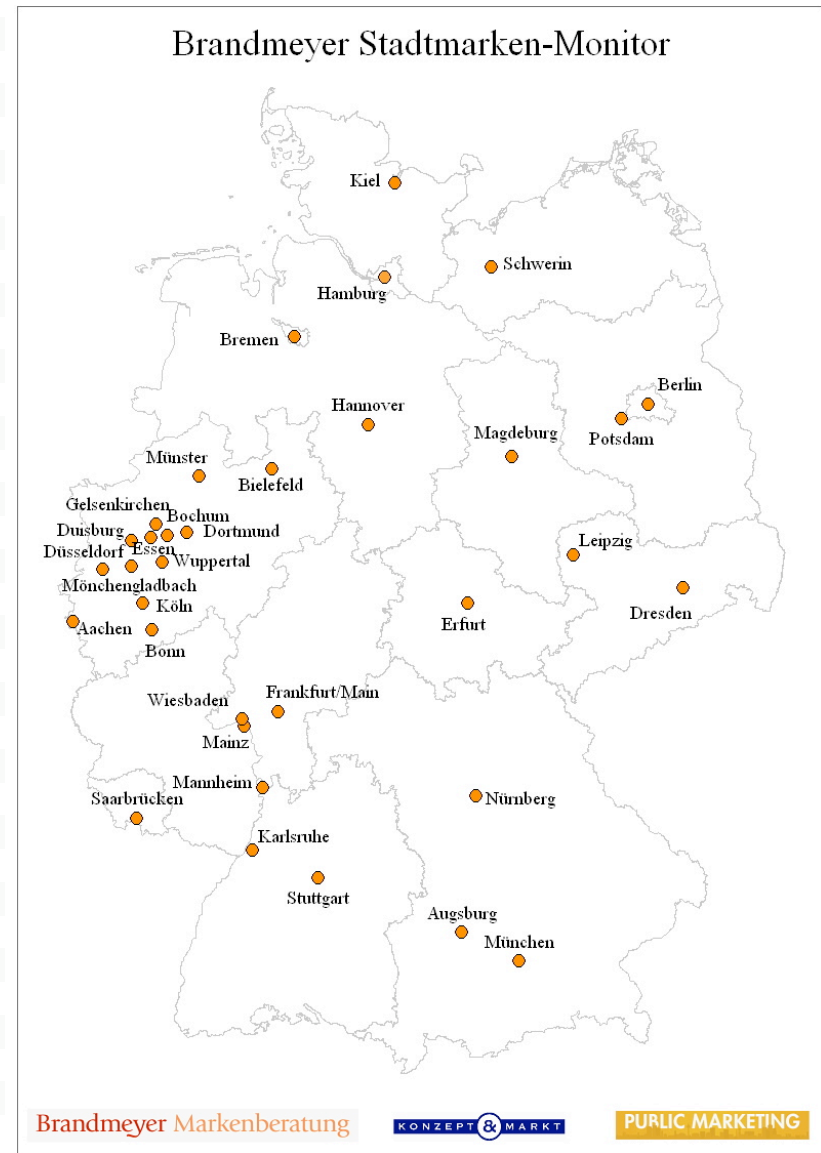 Brandmeyer Stadtmarken-Monitor
Kiel
Schwerin
Hamburg
Bremen
Berlin
Hannover
Potsdam
Magdeburg
Münster
Bielefeld
Gelsenkirchen
Bochum
Duisburg
Dortmund
Essen
Düsseldorf
Wuppertal
Leipzig
Mönchengladbach
Köln
Dresden
Erfurt
Aachen
Bonn
Wiesbaden
Frankfurt/Main
Mainz
Mannheim
Saarbrücken
Nürnberg
Karlsruhe
Stuttgart
Augsburg
München
Brandmeyer Markenberatung
KONZEPT & MARKT
PUBLIC MARKETING